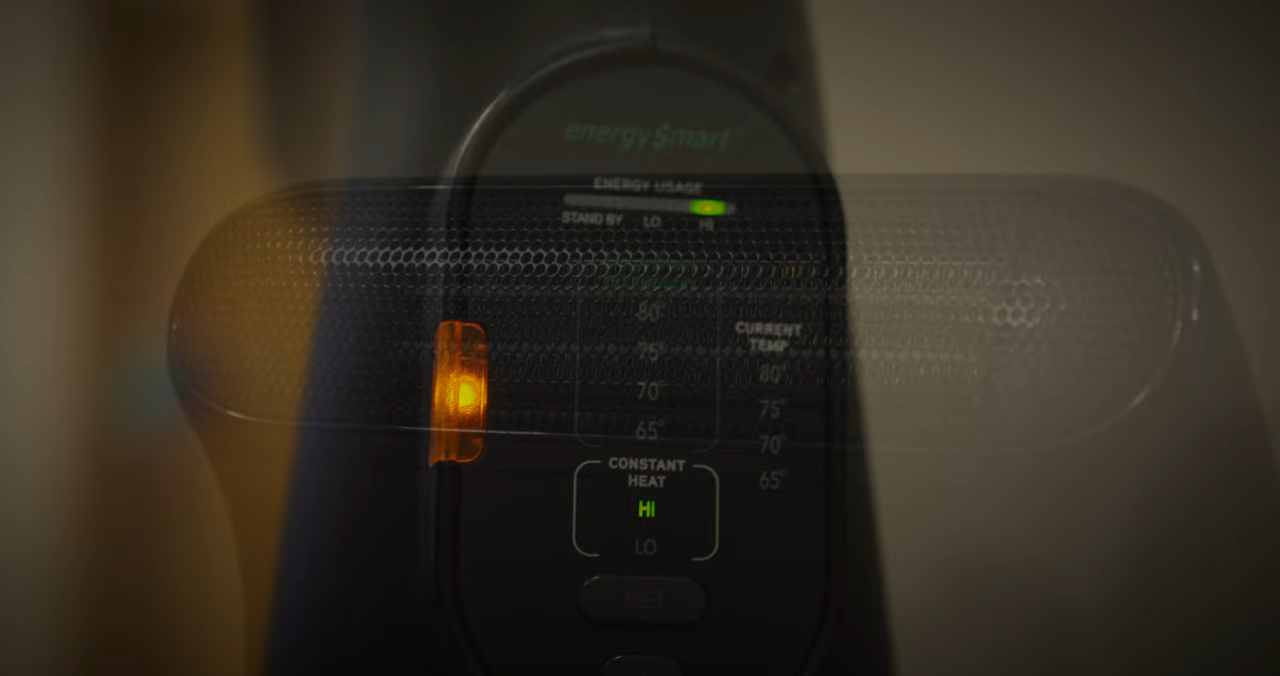 energy$mart
ENERGY USAGE
STAND BY LO HI
80°
75°
70°
65°
CURRENT
TEMP
80°
75°
70°
65°
CONSTANT
HEAT
HI
LO
SET